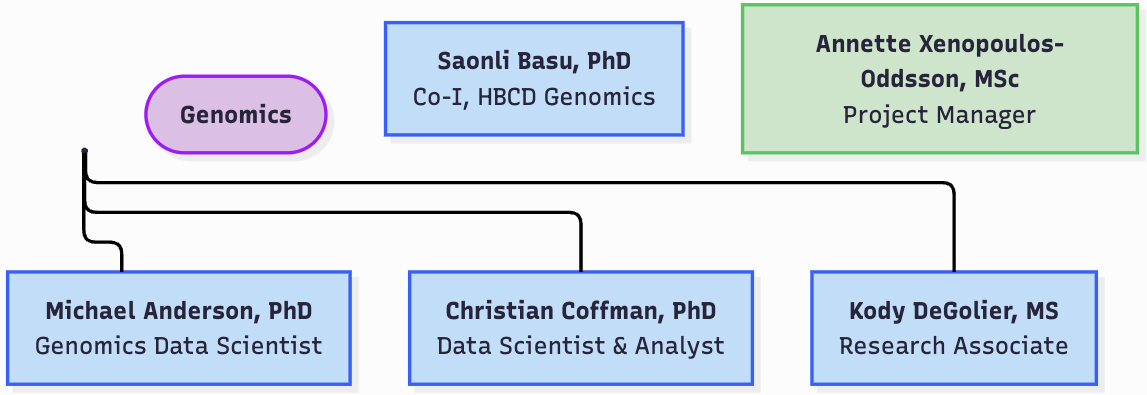 Genomics
Saonli Basu, PhD
Co-I, HBCD Genomics
Annette Xenopoulos-
Oddsson, MSc
Project Manager
Michael Anderson, PhD
Genomics Data Scientist
Christian Coffman, PhD
Data Scientist & Analyst
Kody DeGolier, MS
Research Associate